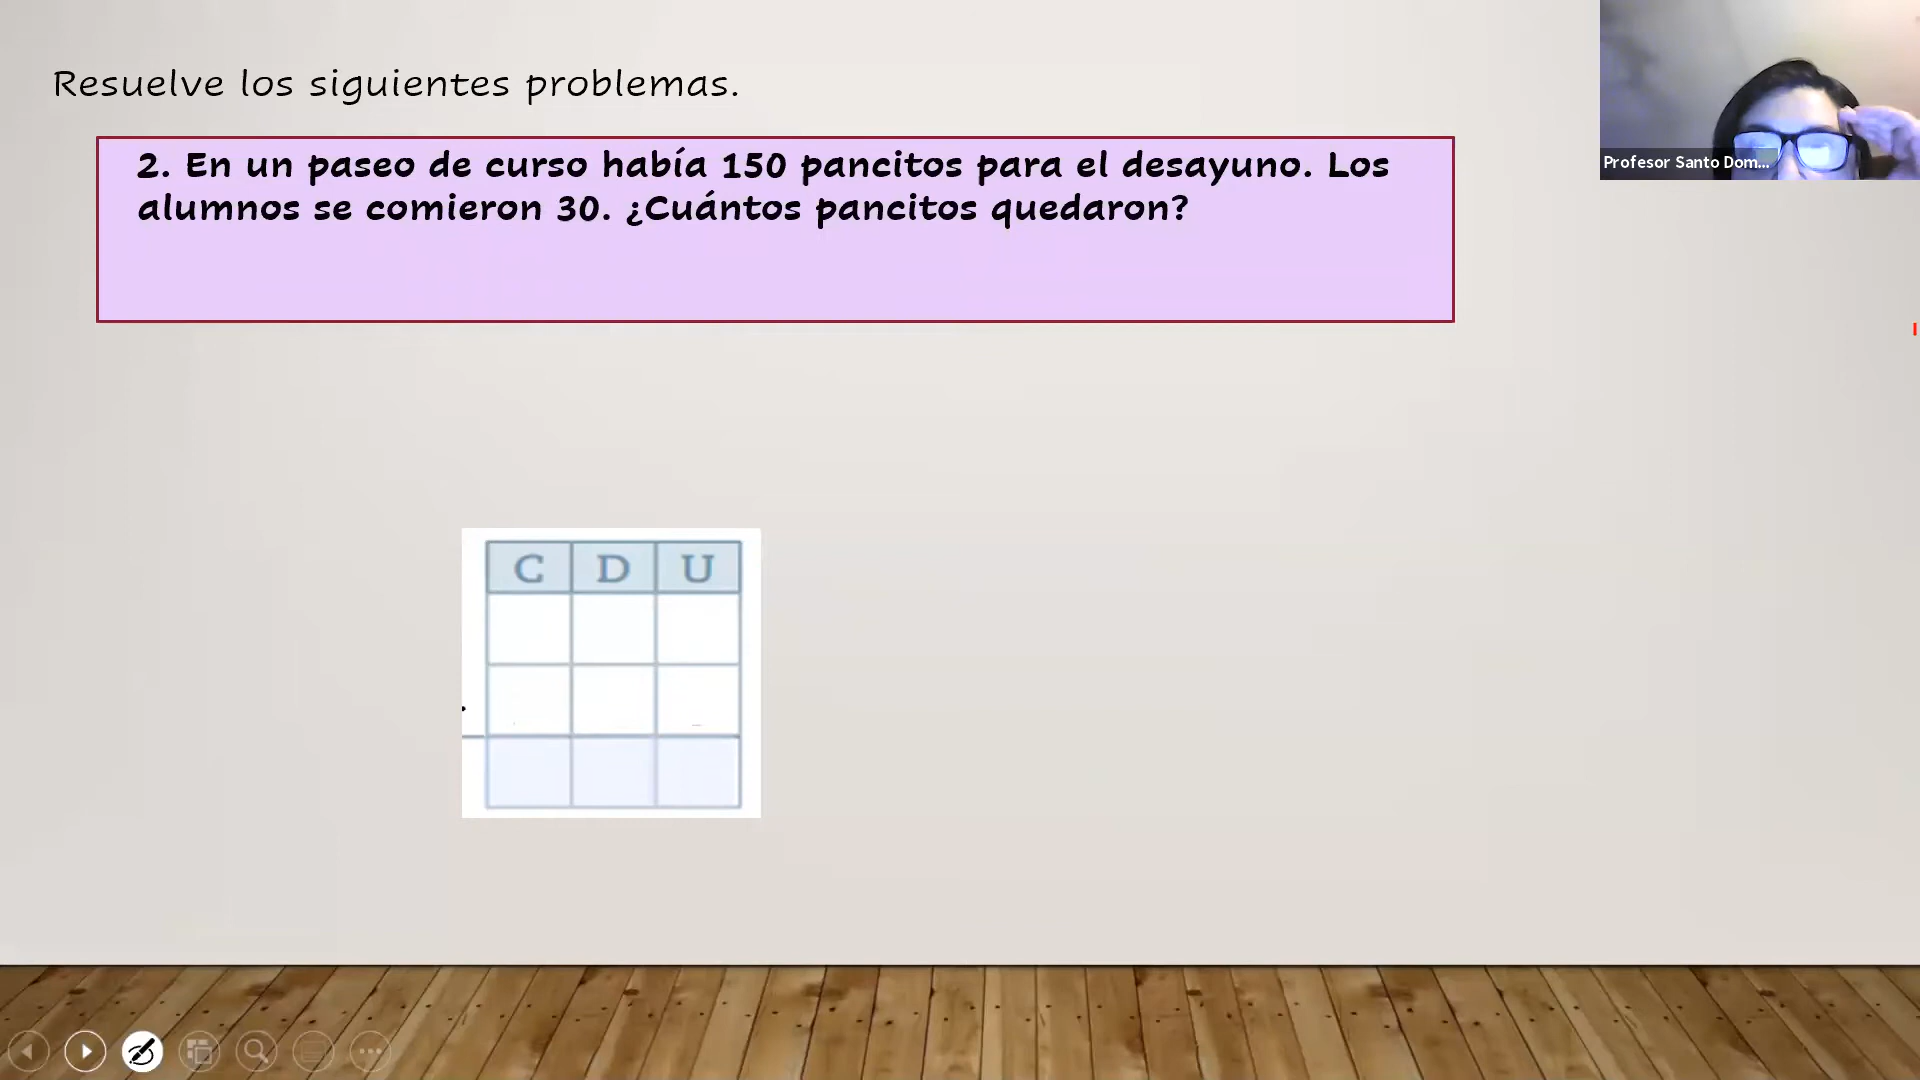 Resuelve los siguientes problemas.
2. En un paseo de curso había 150 pancitos para el desayuno. Los
alumnos se comieron 30. ¿Cuántos pancitos quedaron?
Profesor Santo Dom...
C D U